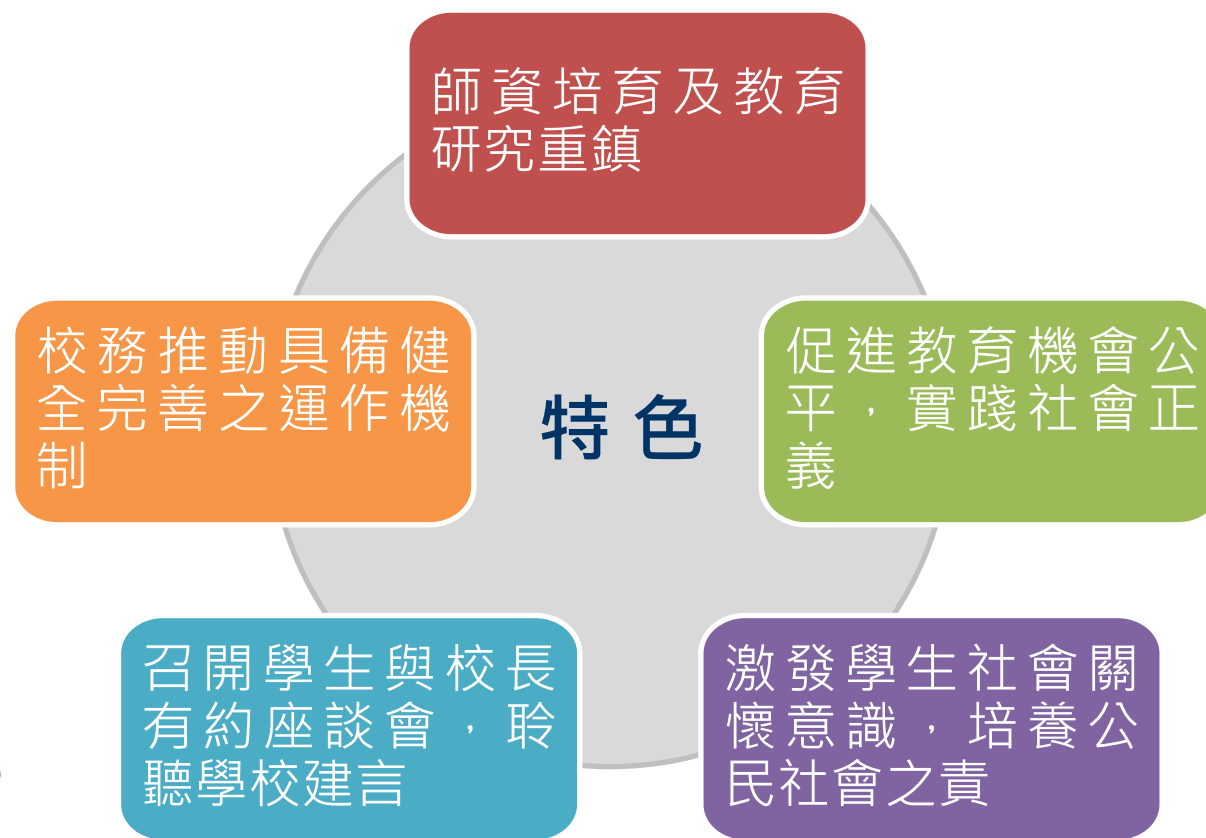 師資培育及教育
研究重鎮
校務推動具備健
全完善之運作機
制
特色
促進教育機會公
平，實踐社會正
義
召開學生與校長
有約座談會，聆
聽學校建言
激發學生社會關
懷意識，培養公
民社會之責